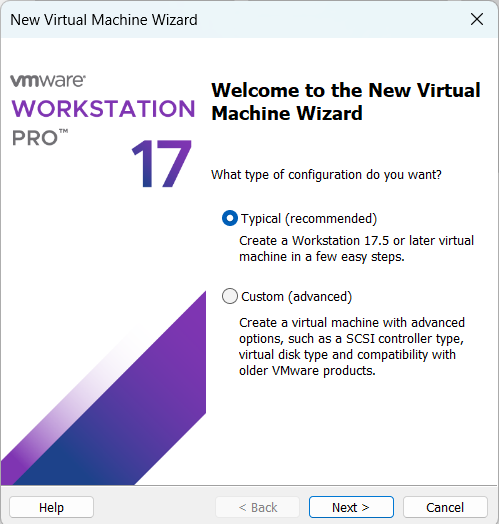 New Virtual Machine Wizard
vmware®
WORKSTATION
PRO™
17
Welcome to the New Virtual
Machine Wizard
What type of configuration do you want?
Typical (recommended)
Create a Workstation 17.5 or later virtual
machine in a few easy steps.
Custom (advanced)
Create a virtual machine with advanced
options, such as a SCSI controller type,
virtual disk type and compatibility with
older VMware products.
Help
< Back
Next >
Cancel